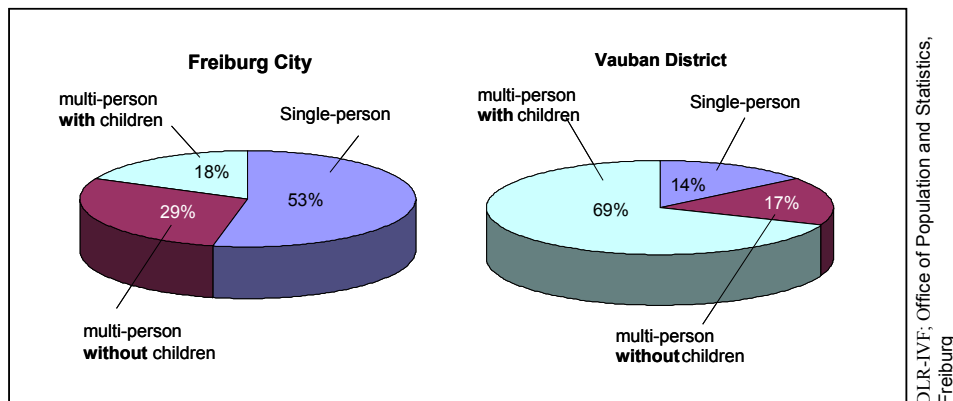 Freiburg City
multi-person
with children
Single-person
18%
53%
29%
multi-person
without children
Vauban District
multi-person
with children
Single-person
14%
17%
69%
multi-person
without children
DLR-IVF; Office of Population and Statistics,
Freiburg